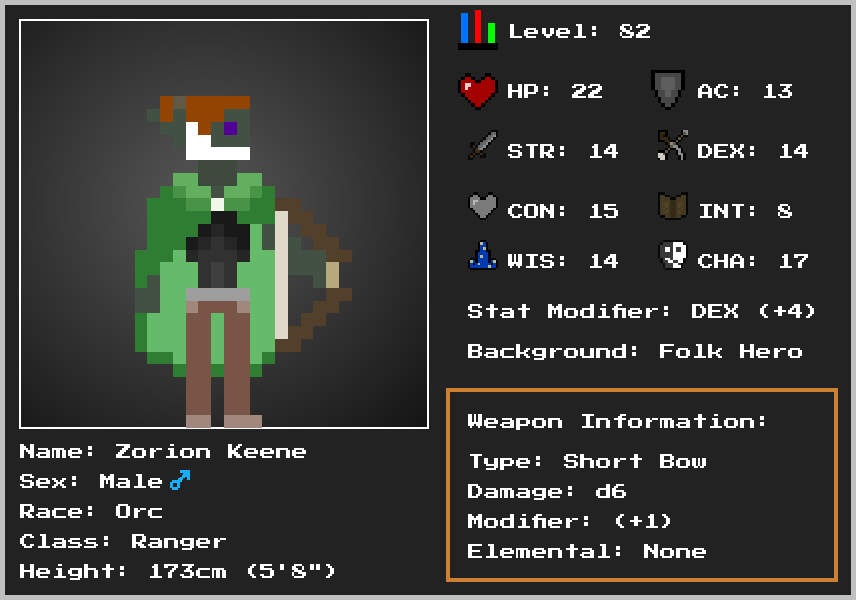 Level: 82
HP: 22
AC: 13
STR: 14
DEX: 14
CON: 15
INT: 8
WIS: 14
CHA: 17
Stat Modifier: DEX (+4)
Background: Folk Hero
Weapon Information:
Type: Short Bow
Damage: d6
Modifier: (+1)
Elemental: None
Name: Zorion Keene
Sex: Male ♂
Race: Orc
Class: Ranger
Height: 173cm (5'8")